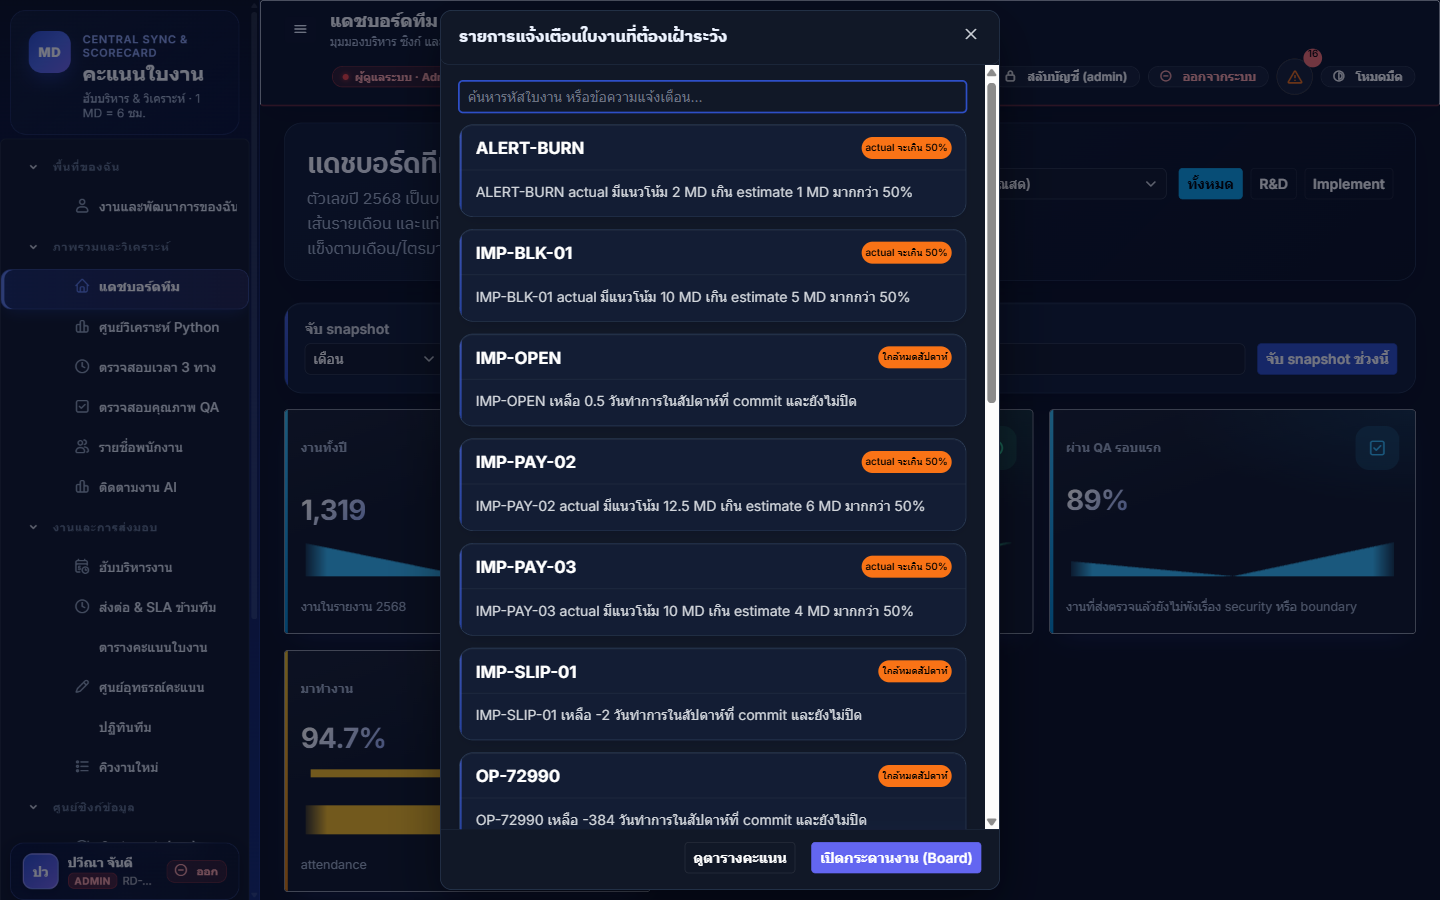 MD
CENTRAL SYNC &
SCORECARD
คะแนนใบงาน
ฮับบริหาร & วิเคราะห์ · 1
MD = 6 ชม.
พื้นที่ของฉัน
งานและพัฒนาการของฉัน
ภาพรวมและวิเคราะห์
แดชบอร์ดทีม
ศูนย์วิเคราะห์ Python
ตรวจสอบเวลา 3 ทาง
ตรวจสอบคุณภาพ QA
รายชื่อพนักงาน
ติดตามงาน AI
งานและการส่งมอบ
ฮับบริหารงาน
ส่งต่อ & SLA ข้ามทีม
ตารางคะแนนใบงาน
ศูนย์อุทธรณ์คะแนน
ปฏิทินทีม
คิวงานใหม่
ศูนย์ซิงก์ข้อมูล
ปว
ปวีณา จันดี
ADMIN RD-...
ออก
แดชบอร์ดทีม
มุมมองบริหาร ซิงก์
ผู้ดูแลระบบ
สลับบัญชี (admin)
ออกจากระบบ
16
โหมดมืด
ตัวเลขปี 2568
เส้นรายเดือน
ทั้งหมด
R&D
Implement
จับ snapshot
เดือน
จับ snapshot ช่วงนี้
งานทั้งปี
1,319
งานในรายงาน 2568
ผ่าน QA รอบแรก
89%
งานที่ส่งตรวจแล้วยังไม่พังเรื่อง security หรือ boundary
มาทำงาน
94.7%
attendance
รายการแจ้งเตือนใบงานที่ต้องเฝ้าระวัง
ค้นหารหัสใบงาน หรือข้อความแจ้งเตือน...
ALERT-BURN
actual จะเกิน 50%
ALERT-BURN actual มีแนวโน้ม 2 MD เกิน estimate 1 MD มากกว่า 50%
IMP-BLK-01
actual จะเกิน 50%
IMP-BLK-01 actual มีแนวโน้ม 10 MD เกิน estimate 5 MD มากกว่า 50%
IMP-OPEN
ใกล้หมดสัปดาห์
IMP-OPEN เหลือ 0.5 วันทำการในสัปดาห์ที่ commit และยังไม่ปิด
IMP-PAY-02
actual จะเกิน 50%
IMP-PAY-02 actual มีแนวโน้ม 12.5 MD เกิน estimate 6 MD มากกว่า 50%
IMP-PAY-03
actual จะเกิน 50%
IMP-PAY-03 actual มีแนวโน้ม 10 MD เกิน estimate 4 MD มากกว่า 50%
IMP-SLIP-01
ใกล้หมดสัปดาห์
IMP-SLIP-01 เหลือ -2 วันทำการในสัปดาห์ที่ commit และยังไม่ปิด
OP-72990
ใกล้หมดสัปดาห์
OP-72990 เหลือ -384 วันทำการในสัปดาห์ที่ commit และยังไม่ปิด
ดูตารางคะแนน
เปิดกระดานงาน (Board)